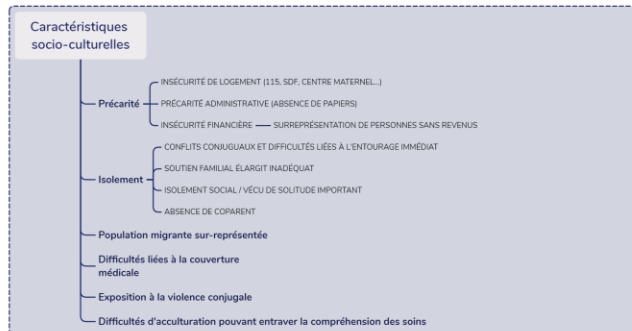 Caractéristiques
socio-culturelles
INSÉCURITÉ DE LOGEMENT (115, SDF, CENTRE MATERNEL...)
Précarité
PRÉCARITÉ ADMINISTRATIVE (ABSENCE DE PAPIERS)
INSÉCURITÉ FINANCIÈRE SURREPRÉSENTATION DE PERSONNES SANS REVENUS
CONFLITS CONJUGUAUX ET DIFFICULTÉS LIÉES À L'ENTOURAGE IMMÉDIAT
SOUTIEN FAMILIAL ÉLARGIT INADÉQUAT
Isolement
ISOLEMENT SOCIAL / VÉCU DE SOLITUDE IMPORTANT
ABSENCE DE COPARENT
Population migrante sur-représentée
Difficultés liées à la couverture
médicale
Exposition à la violence conjugale
Difficultés d'acculturation pouvant entraver la compréhension des soins